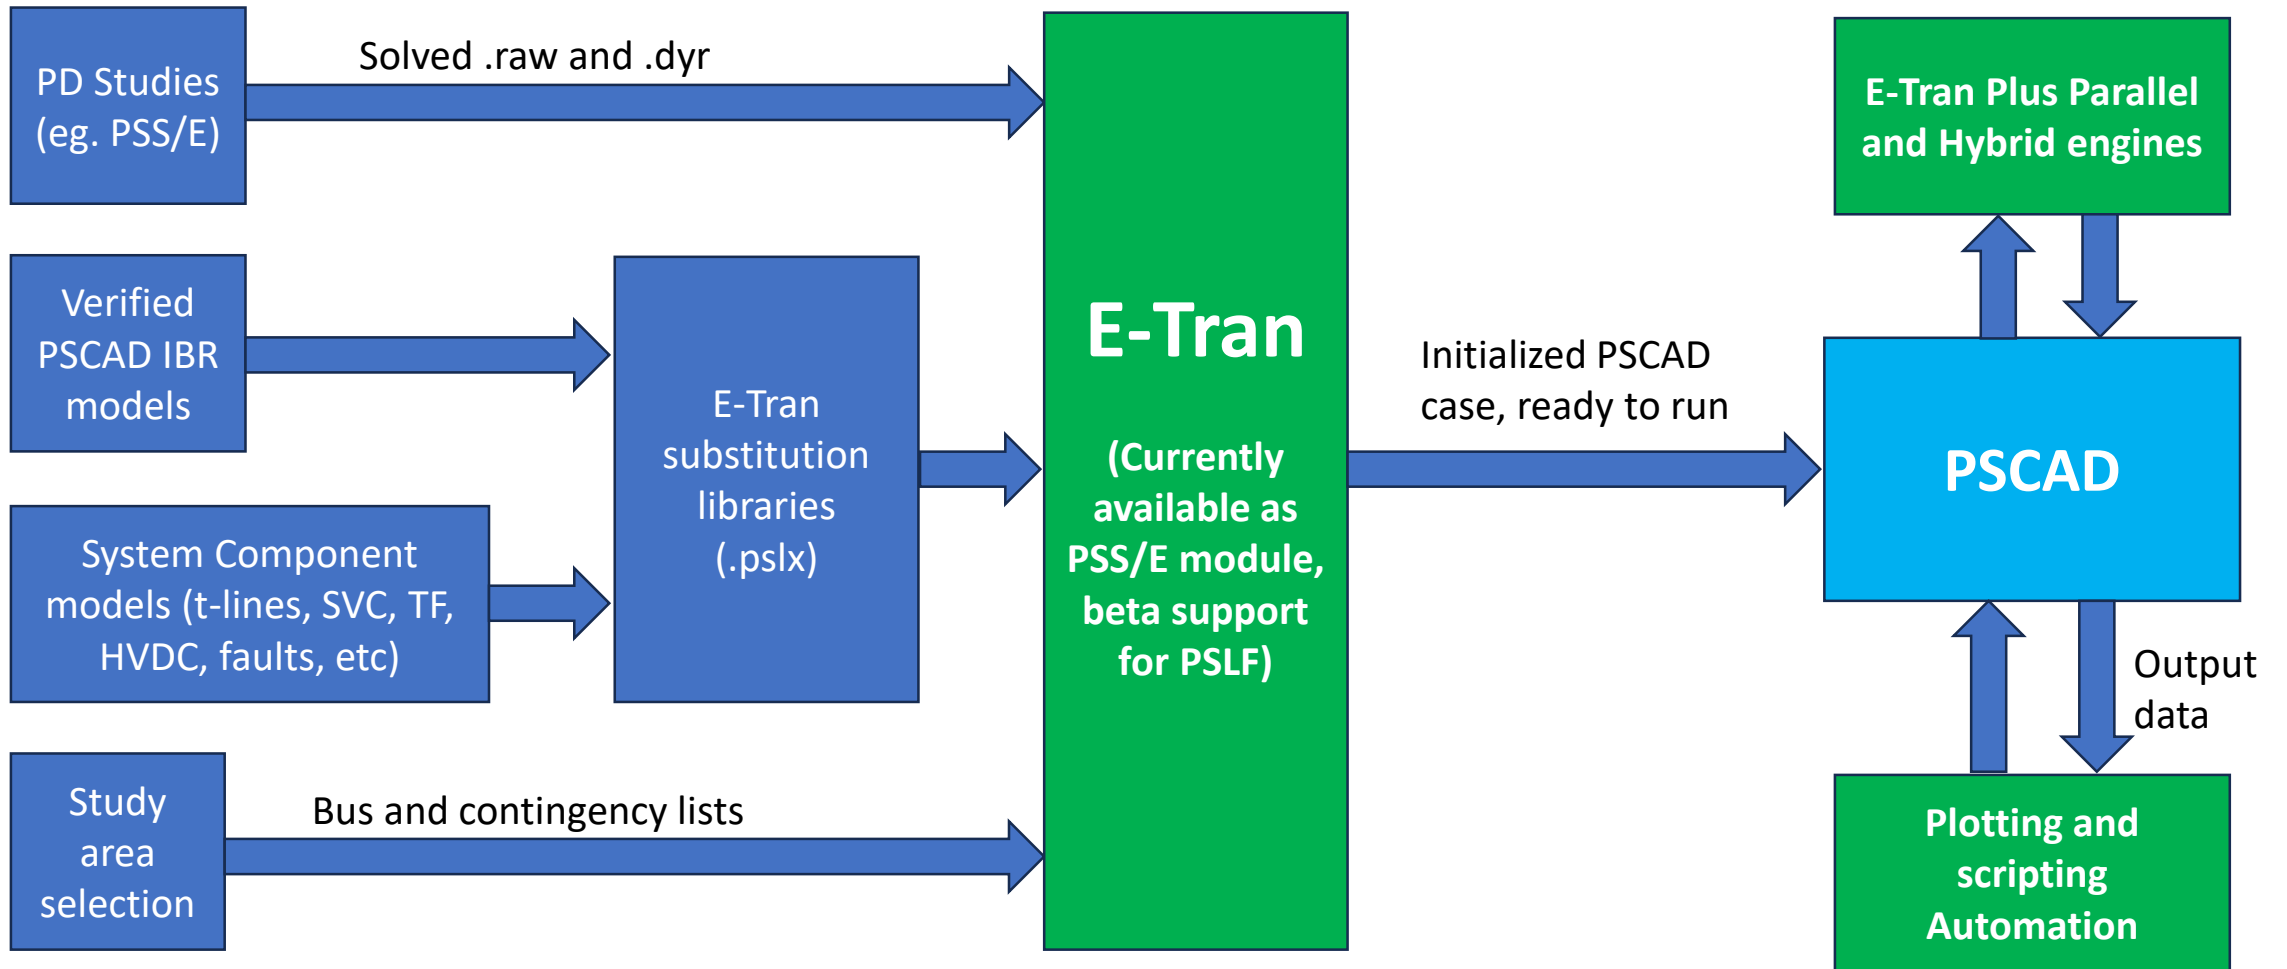 PD Studies
(eg. PSS/E)
Solved .raw and .dyr
Verified
PSCAD IBR
models
System Component
models (t-lines, SVC, TF,
HVDC, faults, etc)
Study
area
selection
Bus and contingency lists
E-Tran
substitution
libraries
(.pslx)
E-Tran
(Currently
available as
PSS/E module,
beta support
for PSLF)
Initialized PSCAD
case, ready to run
E-Tran Plus Parallel
and Hybrid engines
PSCAD
Output
data
Plotting and
scripting
Automation